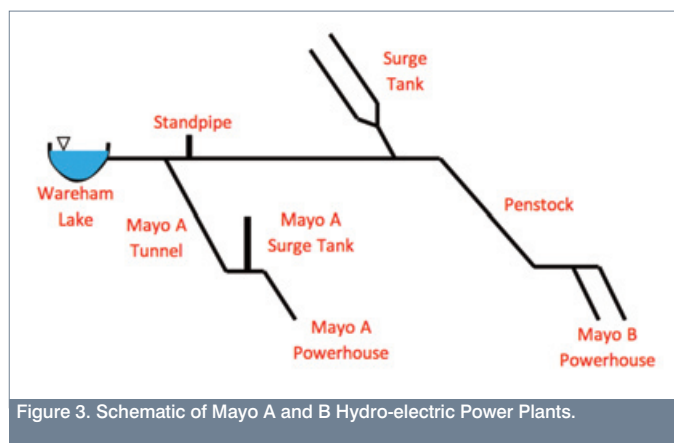 Surge
Tank
Standpipe
Wareham
Lake
Mayo A
Tunnel
Mayo A
Surge Tank
Penstock
Mayo A
Powerhouse
Mayo B
Powerhouse
Figure 3. Schematic of Mayo A and B Hydro-electric Power Plants.